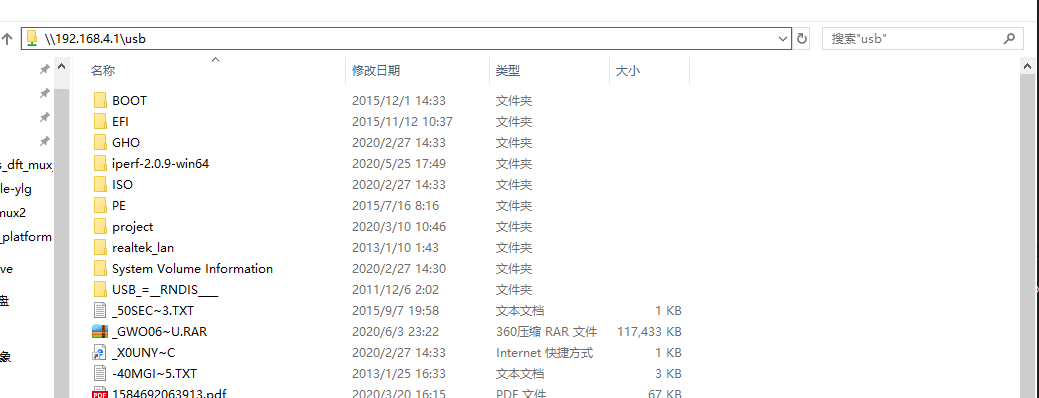 \\192.168.4.1\usb 搜索"usb"
名称 修改日期 类型 大小
BOOT 2015/12/1 14:33 文件夹
EFI 2015/11/12 10:37 文件夹
GHO 2020/2/27 14:33 文件夹
iperf-2.0.9-win64 2020/5/25 17:49 文件夹
s_dft_mux_ ISO 2020/2/27 14:33 文件夹
le-ylg PE 2015/7/16 8:16 文件夹
mux2 project 2020/3/10 10:46 文件夹
_platform realtek_lan 2013/1/10 1:43 文件夹
ve System Volume Information 2020/2/27 14:30 文件夹
盘 USB_=__RNDIS___ 2011/12/6 2:02 文件夹
_50SEC~3.TXT 2015/9/7 19:58 文本文档 1 KB
_GWO06~U.RAR 2020/6/3 23:22 360压缩 RAR 文件 117,433 KB
象 _X0UNY~C 2020/2/27 14:33 Internet 快捷方式 1 KB
-40MGI~5.TXT 2013/1/25 16:33 文本文档 3 KB
1584692063913.pdf 2020/3/20 16:15 PDF 文件 67 KB